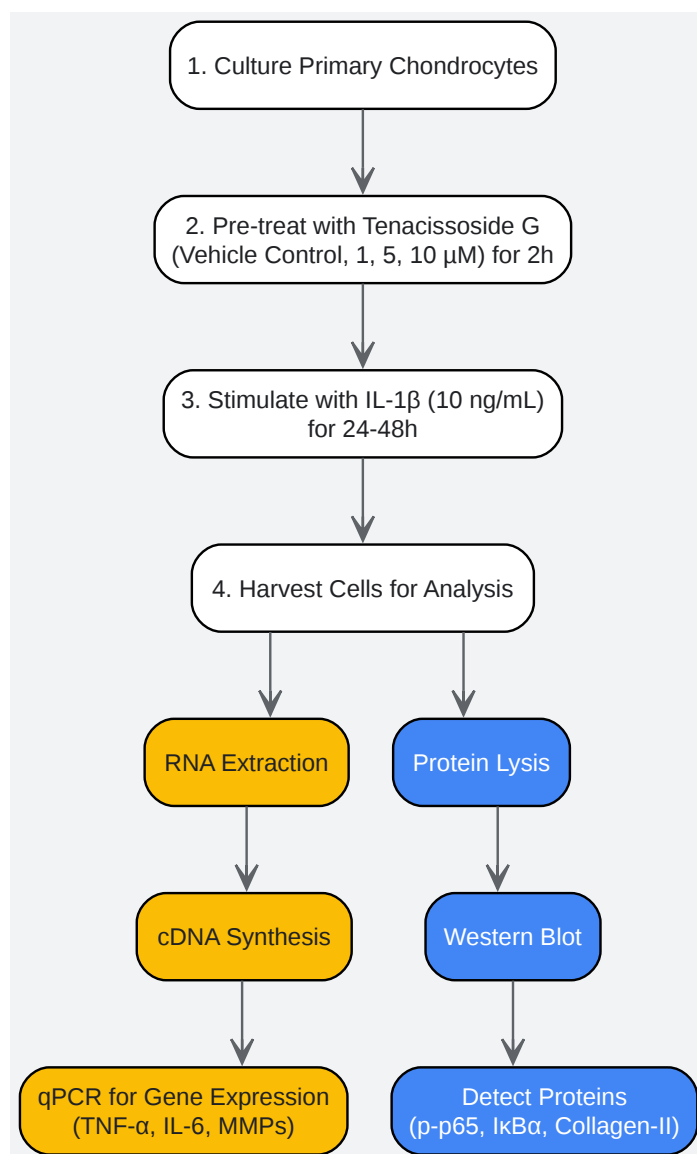 1. Culture Primary Chondrocytes
2. Pre-treat with Tenacissoside G
(Vehicle Control, 1, 5, 10 µM) for 2h
3. Stimulate with IL-1β (10 ng/mL)
for 24-48h
4. Harvest Cells for Analysis
RNA Extraction
Protein Lysis
cDNA Synthesis
Western Blot
qPCR for Gene Expression
(TNF-α, IL-6, MMPs)
Detect Proteins
(p-p65, IκBα, Collagen-II)